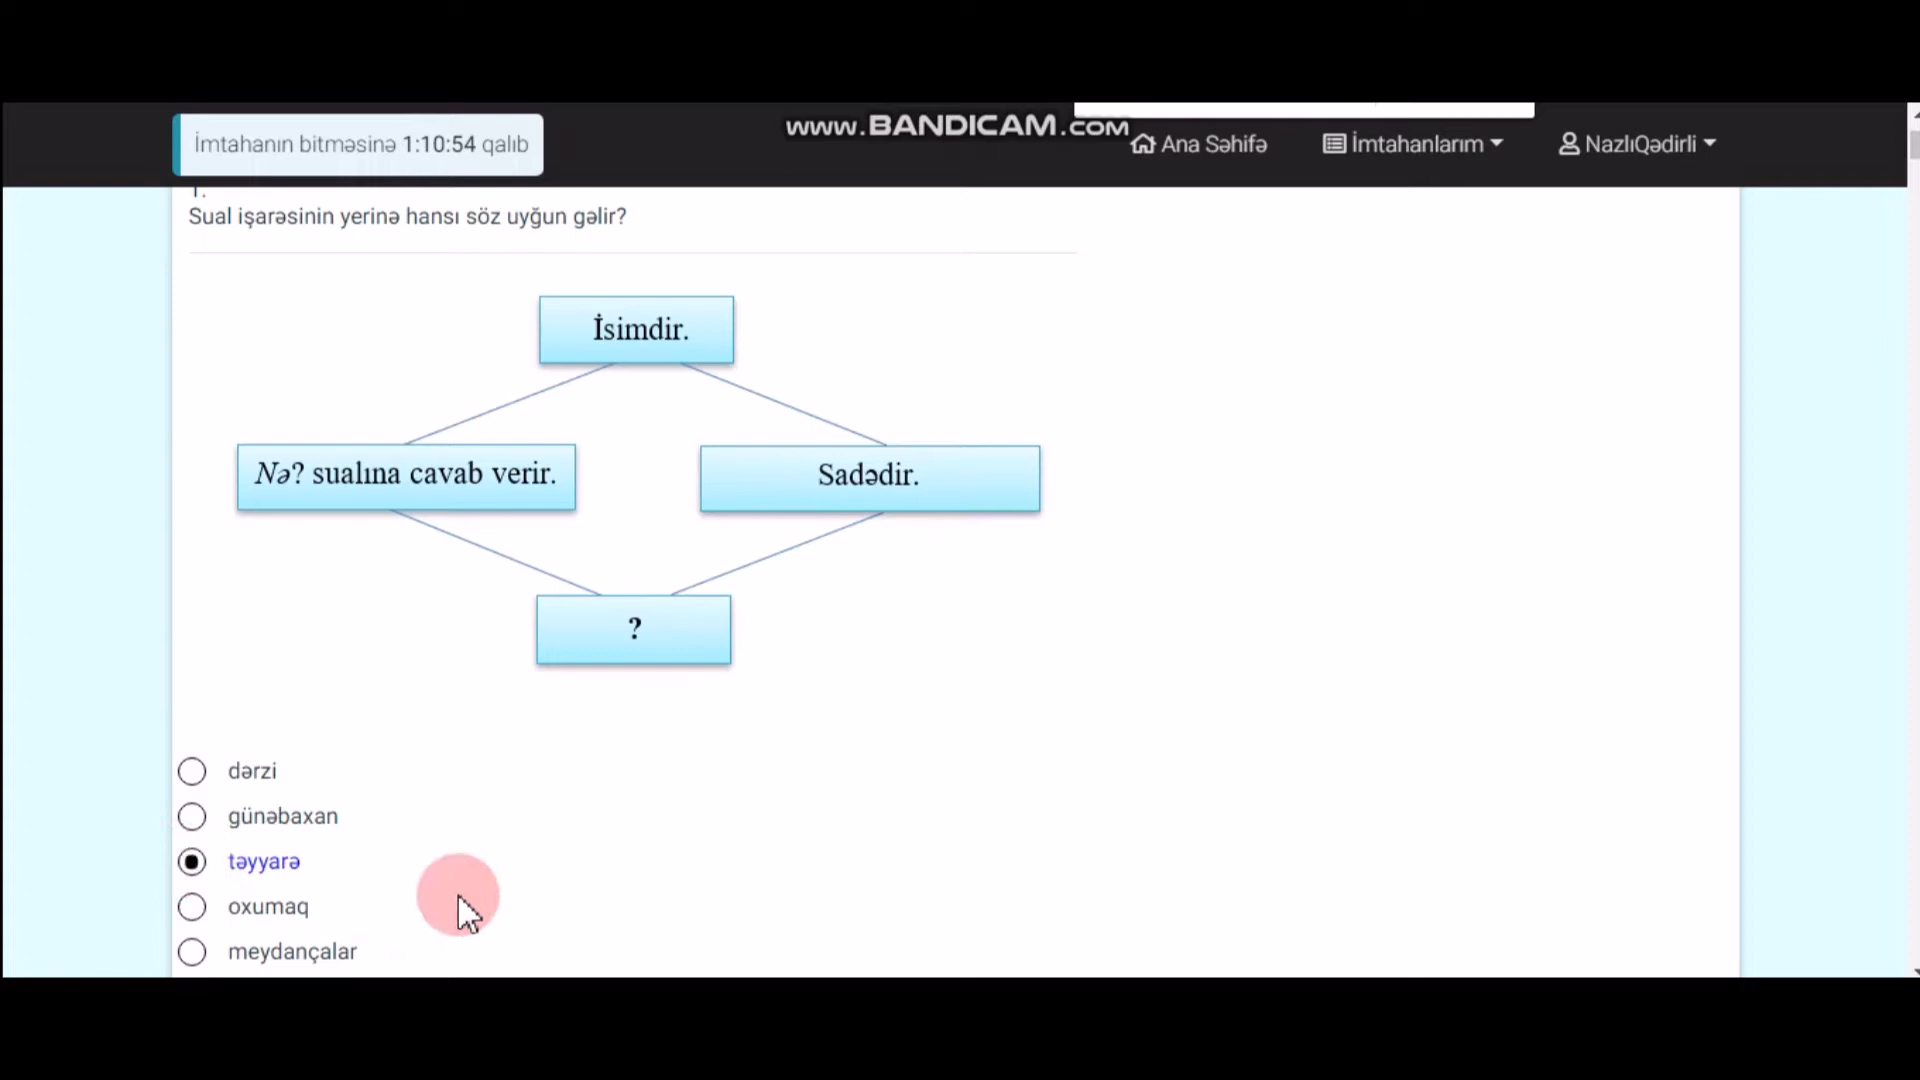 www.BANDICAM.COM
İmtahanın bitməsinə 1:10:54 qalıb
Ana Səhifə
İmtahanlarım
NazlıQədirli
1.
Sual işarəsinin yerinə hansı söz uyğun gəlir?
İsimdir.
Nə? sualına cavab verir.
Sadədir.
?
dərzi
günəbaxan
təyyarə
oxumaq
meydançalar